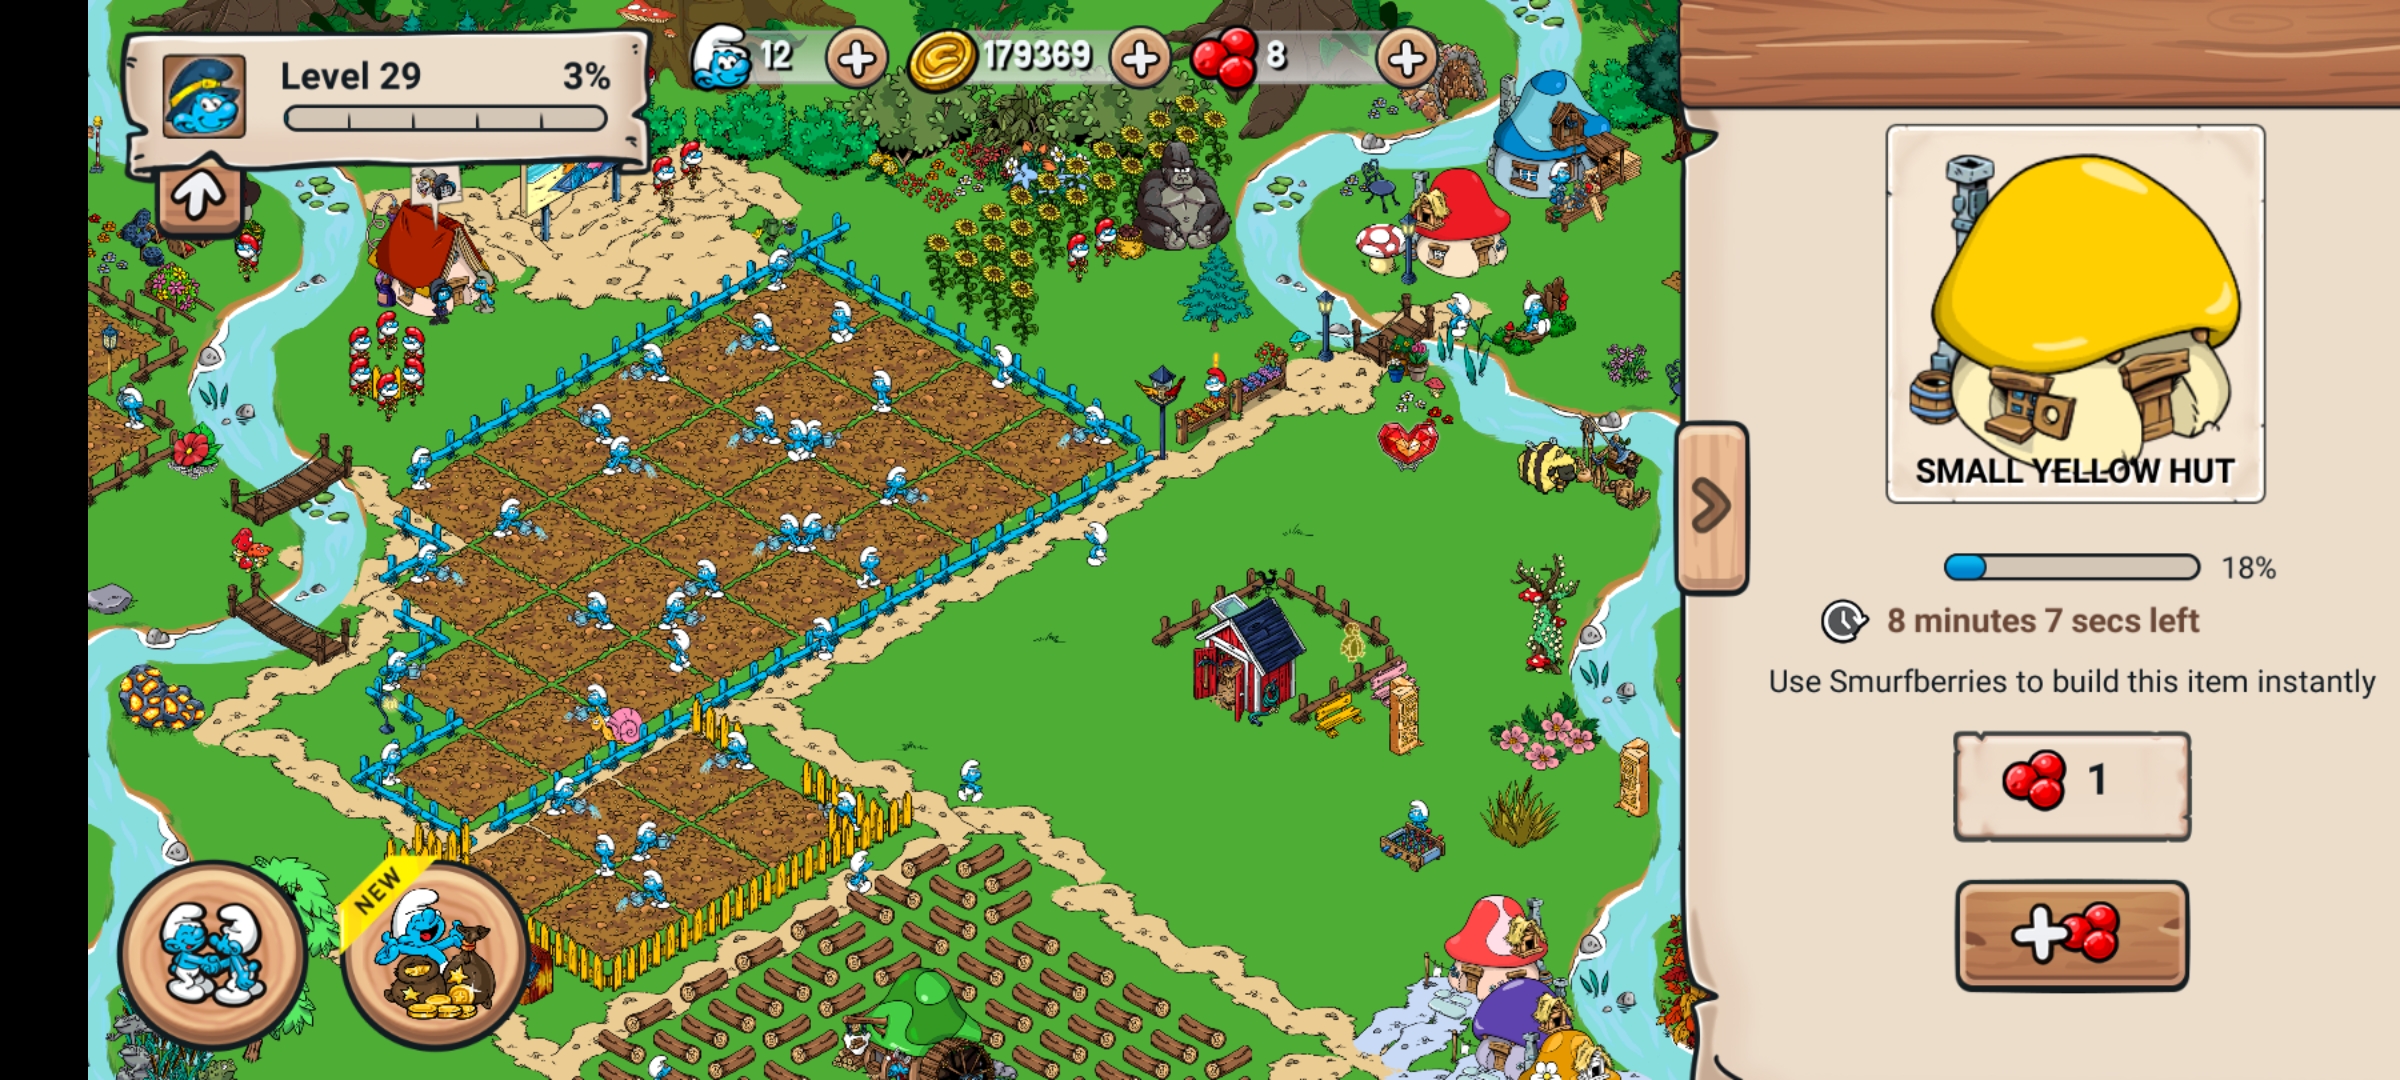 Level 29
3%
12
179369
8
NEW
SMALL YELLOW HUT
18%
8 minutes 7 secs left
Use Smurfberries to build this item instantly
1